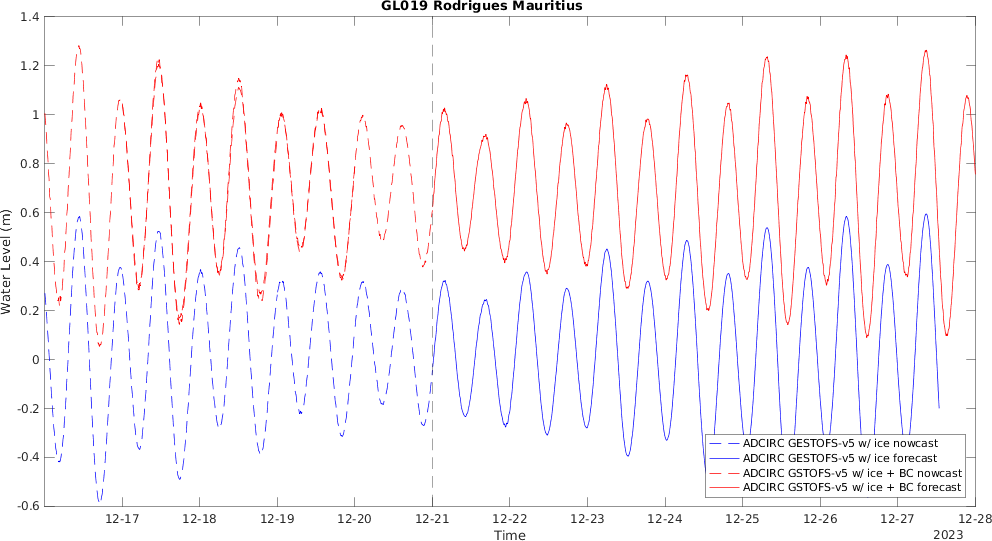 GL019 Rodrigues Mauritius
1.4
1.2
1
0.8
0.6
0.4
0.2
0
-0.2
-0.4
-0.6
Water Level (m)
ADCIRC GESTOFS-v5 w/ ice nowcast
ADCIRC GESTOFS-v5 w/ ice forecast
ADCIRC GSTOFS-v5 w/ ice + BC nowcast
ADCIRC GSTOFS-v5 w/ ice + BC forecast
12-17 12-18 12-19 12-20 12-21 12-22 12-23 12-24 12-25 12-26 12-27 12-28
Time
2023